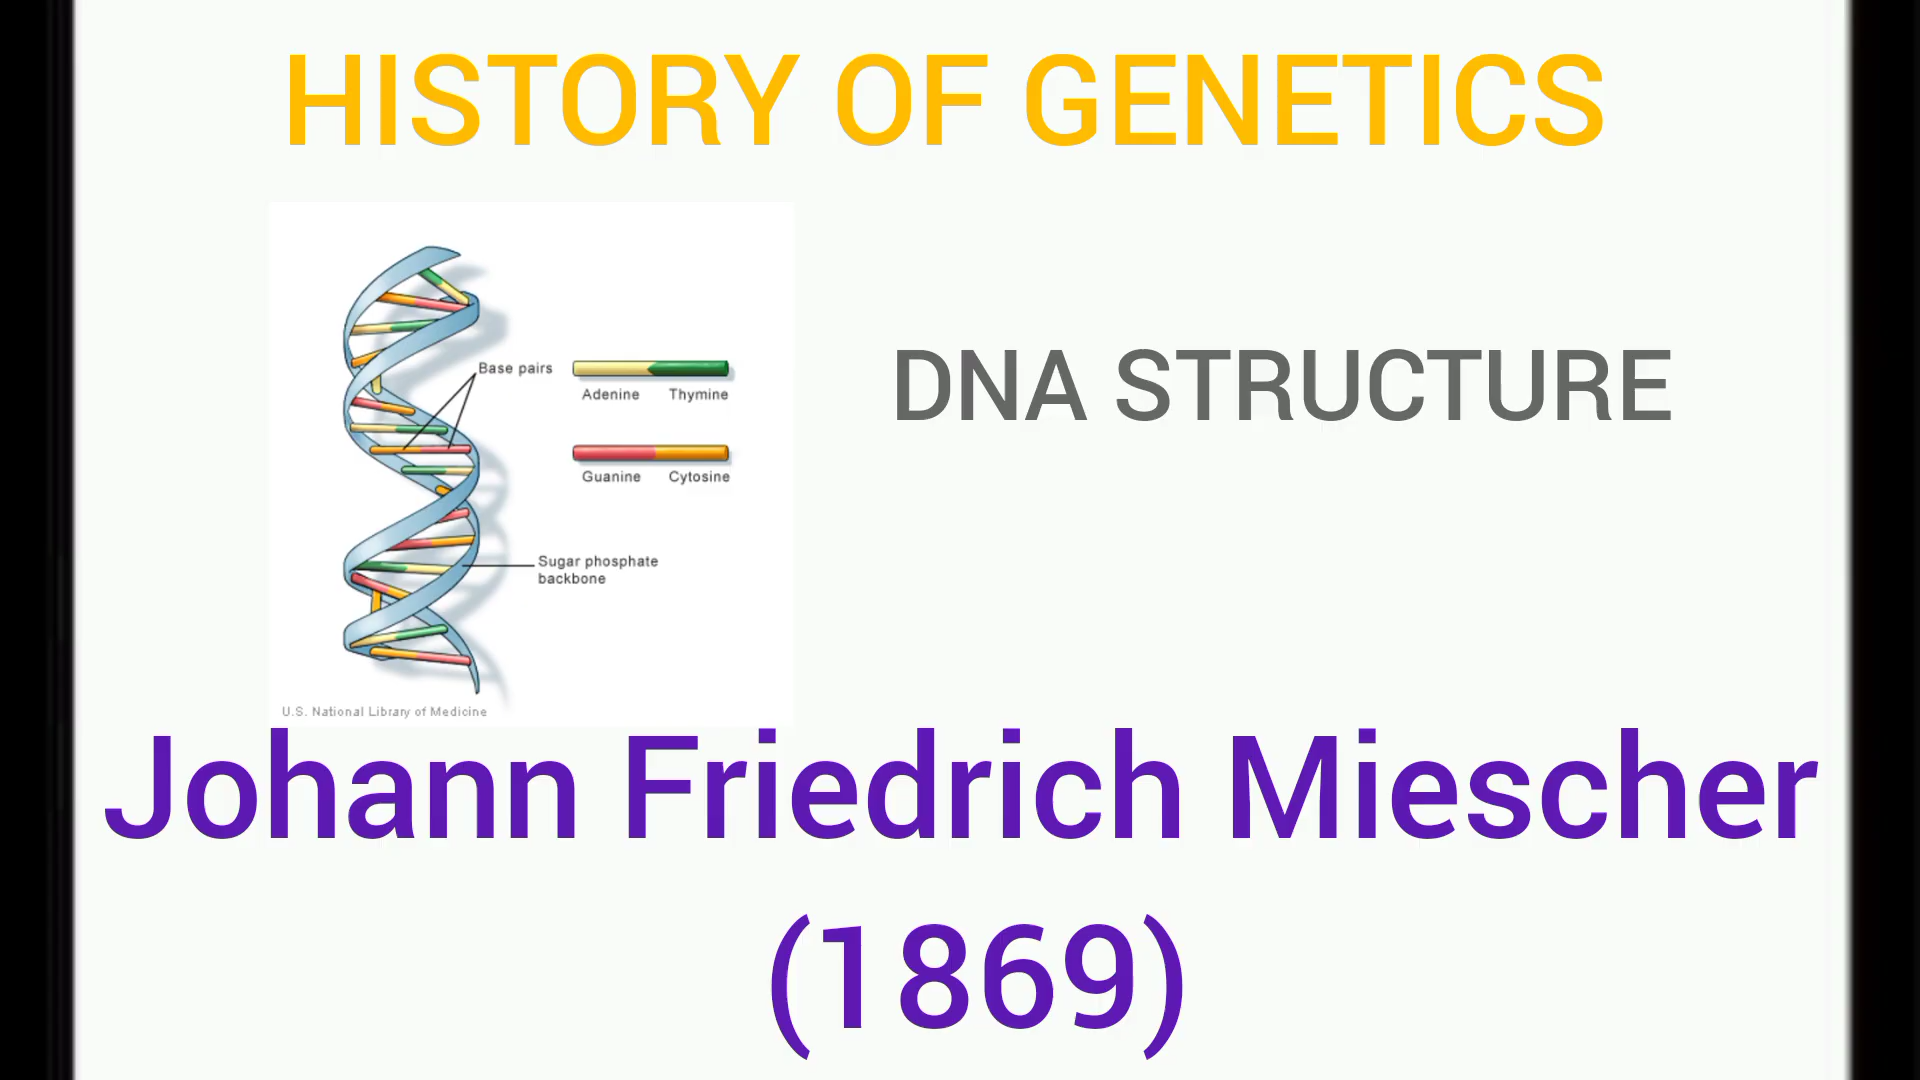 HISTORY OF GENETICS
Base pairs
Adenine Thymine
Guanine Cytosine
Sugar phosphate
backbone
U.S. National Library of Medicine
DNA STRUCTURE
Johann Friedrich Miescher
(1869)